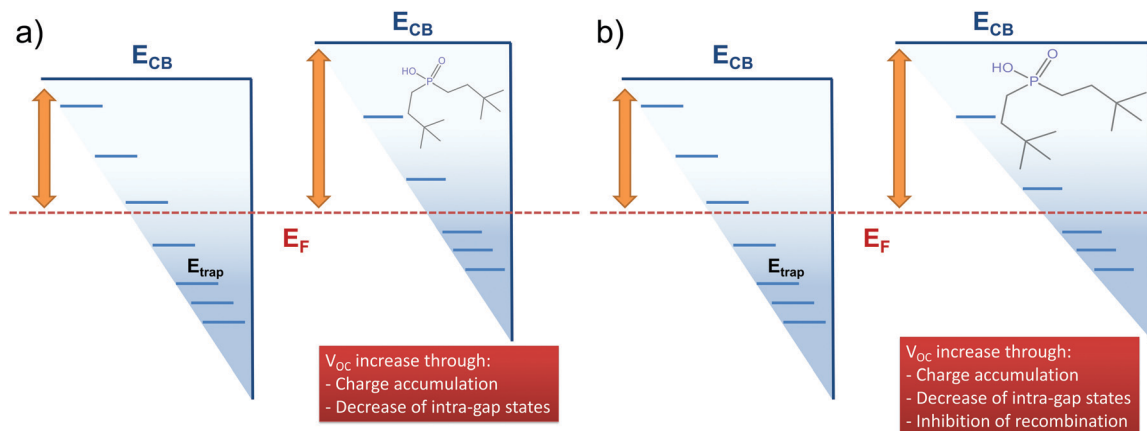 a)
E_CB
E_CB
HO
O
P
E_trap
E_F
V_OC increase through:
- Charge accumulation
- Decrease of intra-gap states
b)
E_CB
E_CB
HO
O
P
E_trap
E_F
V_OC increase through:
- Charge accumulation
- Decrease of intra-gap states
- Inhibition of recombination